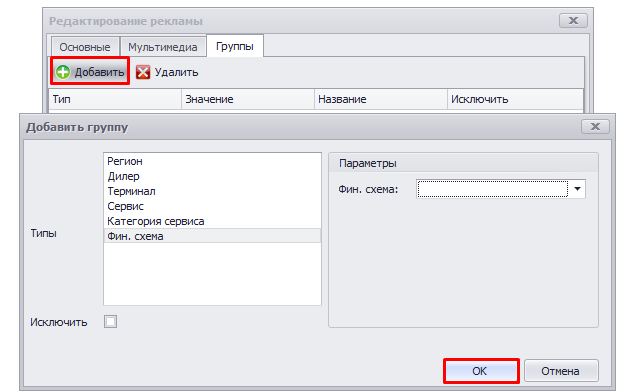 Редактирование рекламы
Основные Мультимедиа Группы
Добавить Удалить
Тип Значение Название Исключить
Добавить группу
Типы
Регион
Дилер
Терминал
Сервис
Категория сервиса
Фин. схема
Параметры
Фин. схема:
Исключить
OK Отмена